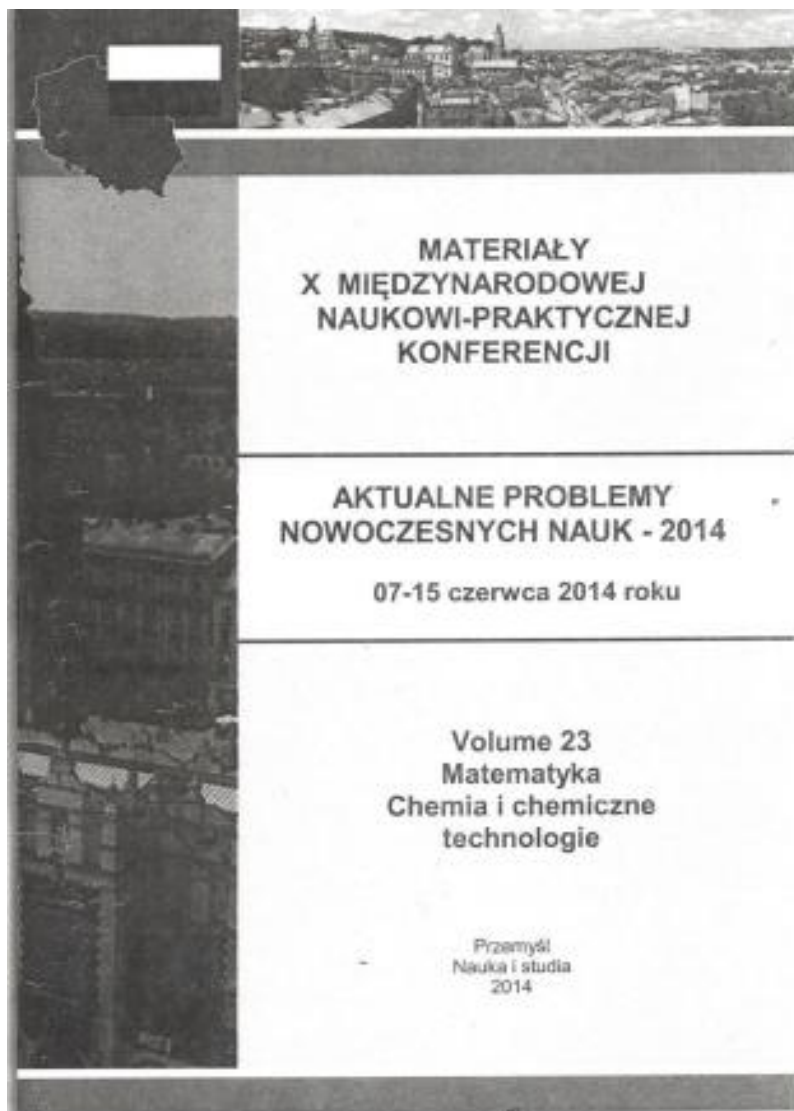 MATERIAŁY
X MIĘDZYNARODOWEJ
NAUKOWI-PRAKTYCZNEJ
KONFERENCJI
AKTUALNE PROBLEMY
NOWOCZESNYCH NAUK - 2014
07-15 czerwca 2014 roku
Volume 23
Matematyka
Chemia i chemiczne
technologie
Przemyśl
Nauka i studia
2014